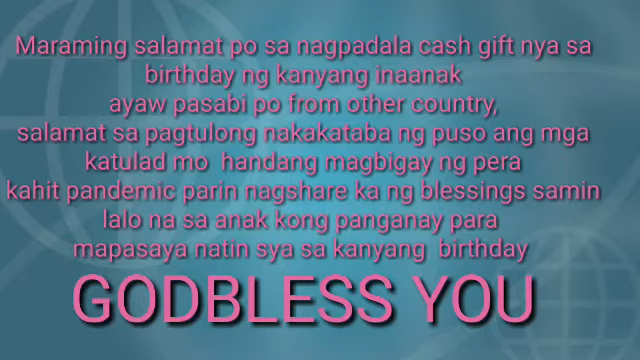 Maraming salamat po sa nagpadala cash gift nya sa
birthday ng kanyang inaanak
ayaw pasabi po from other country,
salamat sa pagtulong nakakataba ng puso ang mga
katulad mo handang magbigay ng pera
kahit pandemic parin nagshare ka ng blessings samin
lalo na sa anak kong panganay para
mapasaya natin sya sa kanyang birthday
GODBLESS YOU